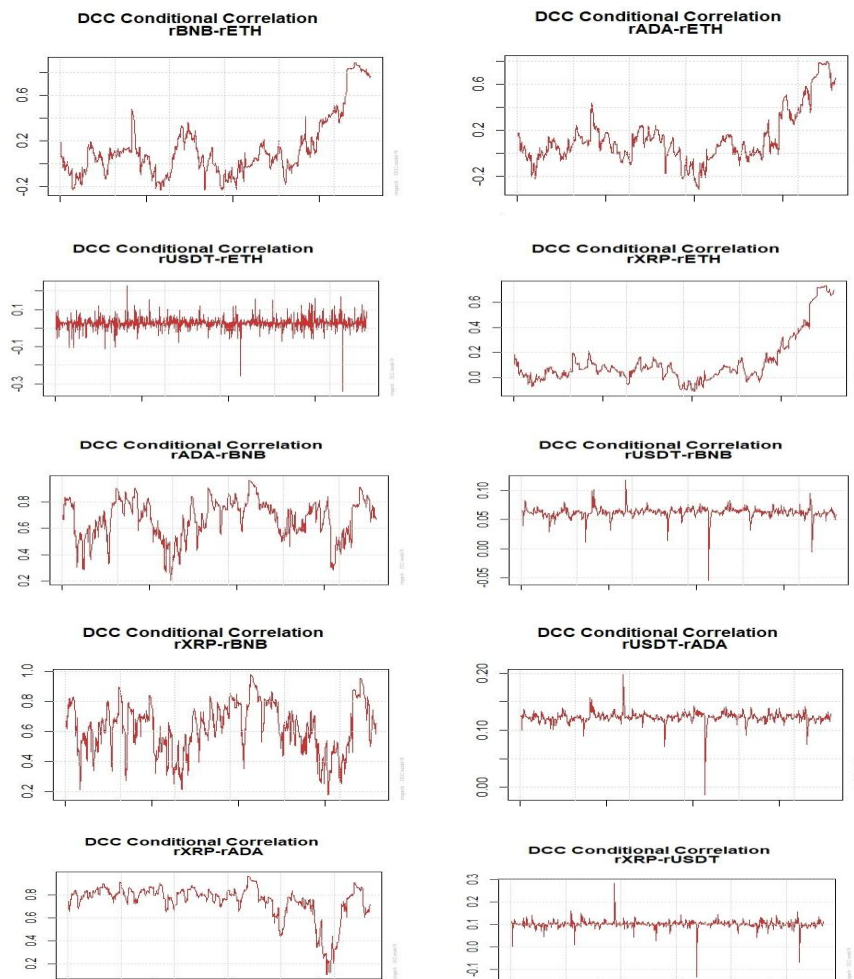 DCC Conditional Correlation
rBNB-rETH
0.6
0.2
-0.2
DCC Conditional Correlation
rADA-rETH
0.6
0.2
-0.2
DCC Conditional Correlation
rUSDT-rETH
0.1
-0.1
-0.3
DCC Conditional Correlation
rXRP-rETH
0.6
0.4
0.2
0.0
DCC Conditional Correlation
rADA-rBNB
0.8
0.6
0.4
0.2
DCC Conditional Correlation
rUSDT-rBNB
0.10
0.05
0.00
-0.05
DCC Conditional Correlation
rXRP-rBNB
1.0
0.8
0.6
0.4
0.2
DCC Conditional Correlation
rUSDT-rADA
0.20
0.10
0.00
DCC Conditional Correlation
rXRP-rADA
0.8
0.6
0.4
0.2
DCC Conditional Correlation
rXRP-rUSDT
0.3
0.2
0.1
0.0
-0.1